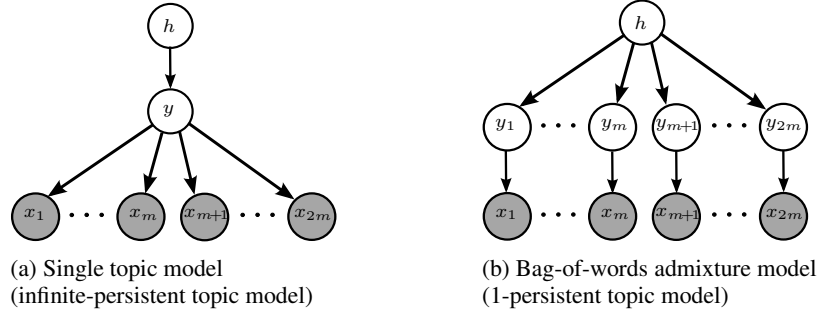 h
h
y
y₁ ··· yₘ yₘ₊₁ ··· y₂ₘ
x₁ ··· xₘ xₘ₊₁ ··· x₂ₘ
x₁ ··· xₘ xₘ₊₁ ··· x₂ₘ
(a) Single topic model
(infinite-persistent topic model)
(b) Bag-of-words admixture model
(1-persistent topic model)